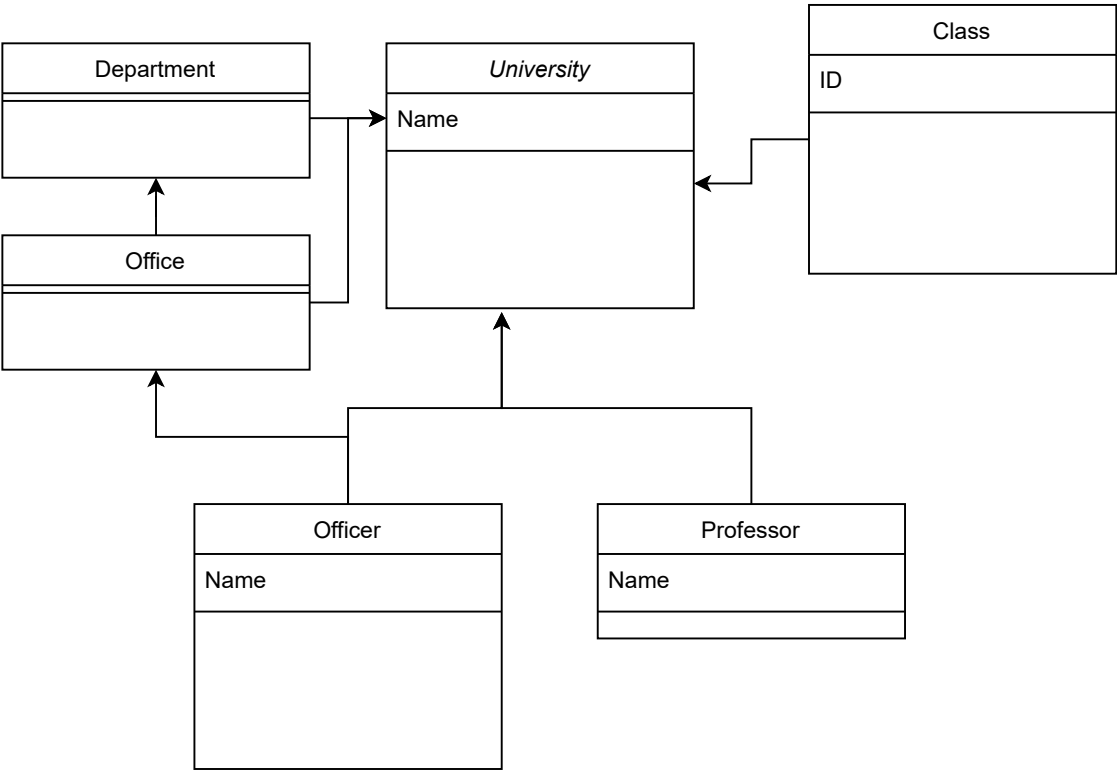 Department
University
Name
Class
ID
Office
Officer
Name
Professor
Name